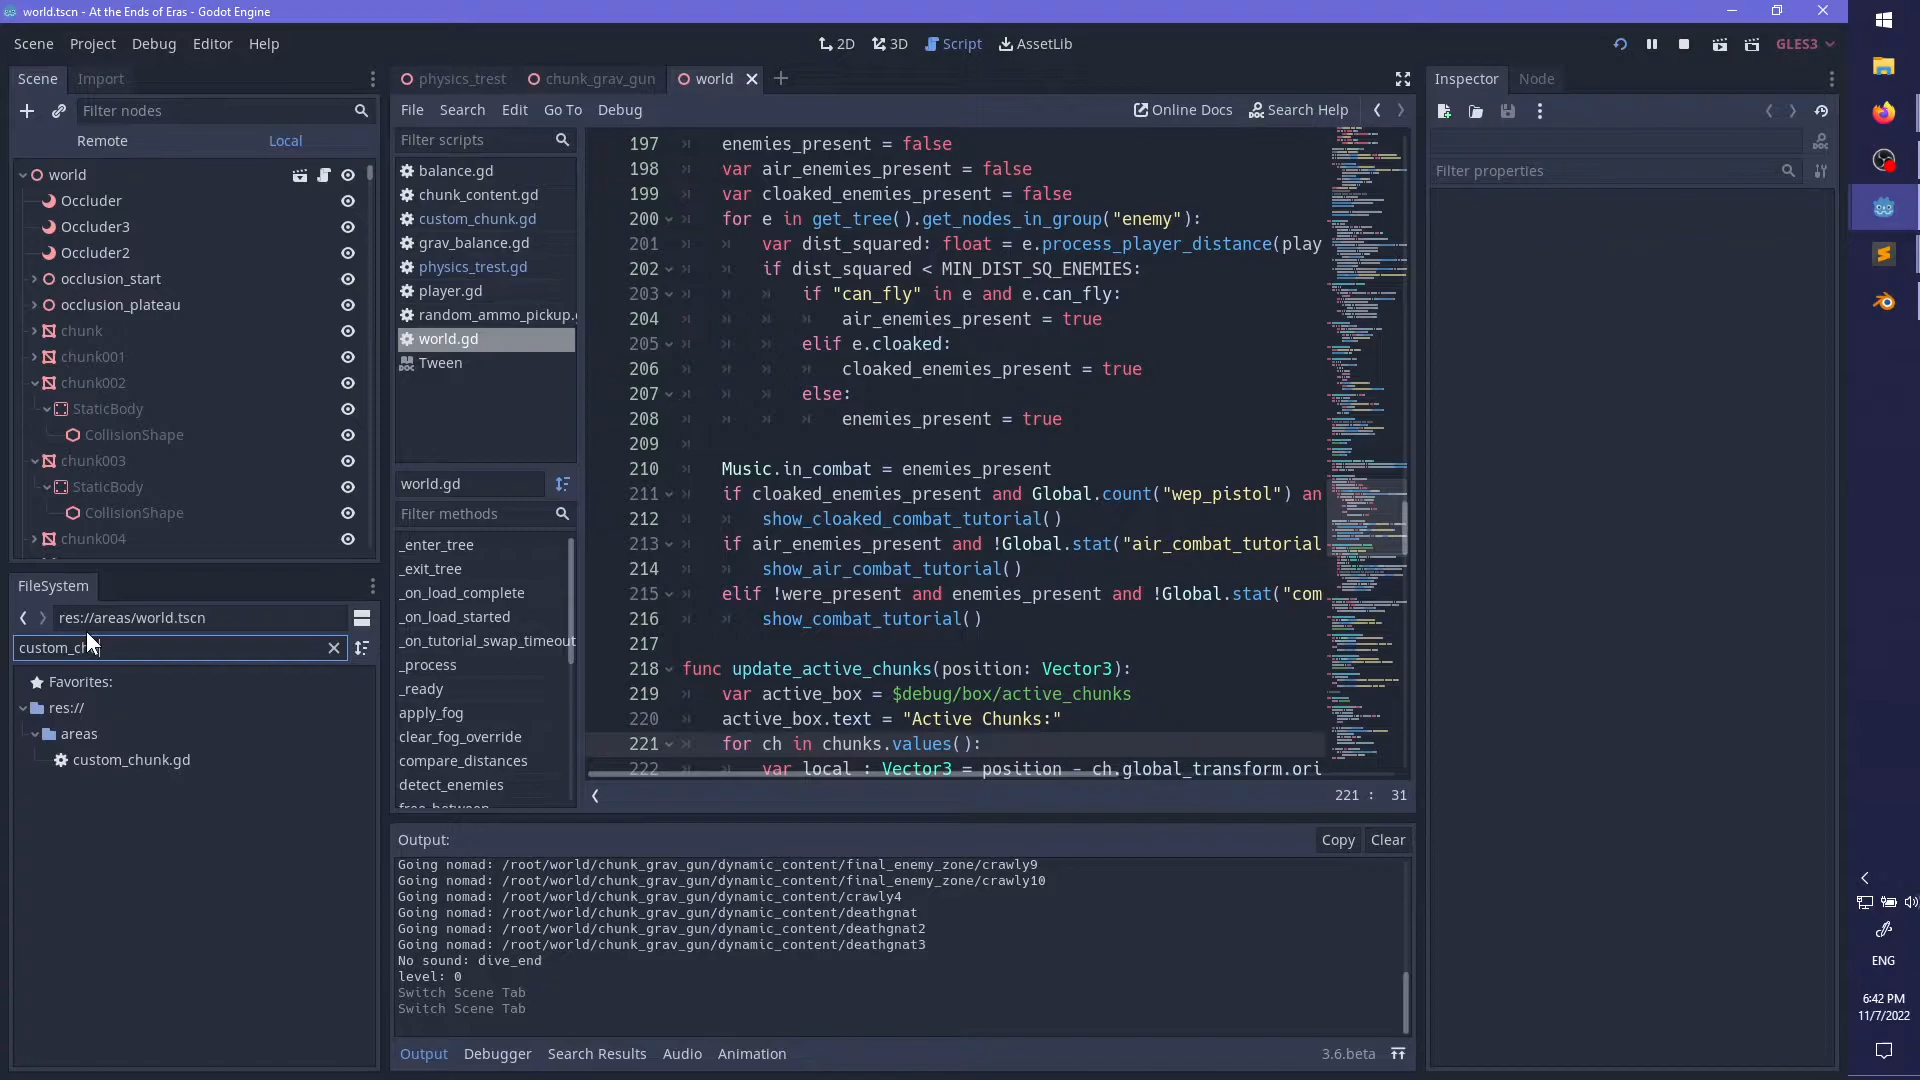 world.tscn - At the Ends of Eras - Godot Engine
Scene Project Debug Editor Help
2D 3D Script AssetLib
GLES3
Scene Import
physics_trest chunk_grav_gun world
Inspector Node
Filter nodes
File Search Edit Go To Debug
Online Docs Search Help
Remote Local
Filter scripts
Filter properties
world
Occluder
Occluder3
Occluder2
occlusion_start
occlusion_plateau
chunk
chunk001
chunk002
StaticBody
CollisionShape
chunk003
StaticBody
CollisionShape
chunk004
balance.gd
chunk_content.gd
custom_chunk.gd
grav_balance.gd
physics_trest.gd
player.gd
random_ammo_pickup.
world.gd
Tween
world.gd
Filter methods
_enter_tree
_exit_tree
_on_load_complete
_on_load_started
_on_tutorial_swap_timeout
_process
_ready
apply_fog
clear_fog_override
compare_distances
detect_enemies
197 enemies_present = false
198 var air_enemies_present = false
199 var cloaked_enemies_present = false
200 for e in get_tree().get_nodes_in_group("enemy"):
201 var dist_squared: float = e.process_player_distance(play
202 if dist_squared < MIN_DIST_SQ_ENEMIES:
203 if "can_fly" in e and e.can_fly:
204 air_enemies_present = true
205 elif e.cloaked:
206 cloaked_enemies_present = true
207 else:
208 enemies_present = true
209
210 Music.in_combat = enemies_present
211 if cloaked_enemies_present and Global.count("wep_pistol") an
212 show_cloaked_combat_tutorial()
213 if air_enemies_present and !Global.stat("air_combat_tutorial
214 show_air_combat_tutorial()
215 elif !were_present and enemies_present and !Global.stat("com
216 show_combat_tutorial()
217
218 func update_active_chunks(position: Vector3):
219 var active_box = $debug/box/active_chunks
220 active_box.text = "Active Chunks:"
221 for ch in chunks.values():
222 var local : Vector3 = position - ch.global_transform.ori
221 : 31
FileSystem
res://areas/world.tscn
custom_ch
Favorites:
res://
areas
custom_chunk.gd
Output:
Copy Clear
Going nomad: /root/world/chunk_grav_gun/dynamic_content/final_enemy_zone/crawly9
Going nomad: /root/world/chunk_grav_gun/dynamic_content/final_enemy_zone/crawly10
Going nomad: /root/world/chunk_grav_gun/dynamic_content/crawly4
Going nomad: /root/world/chunk_grav_gun/dynamic_content/deathgnat
Going nomad: /root/world/chunk_grav_gun/dynamic_content/deathgnat2
Going nomad: /root/world/chunk_grav_gun/dynamic_content/deathgnat3
No sound: dive_end
level: 0
Switch Scene Tab
Switch Scene Tab
Output Debugger Search Results Audio Animation
3.6.beta
ENG
6:42 PM
11/7/2022